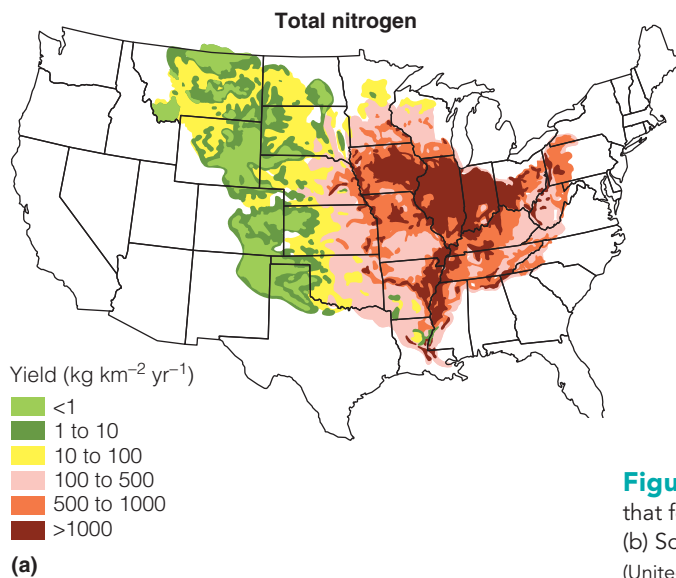 Total nitrogen
Yield (kg km⁻² yr⁻¹)
<1
1 to 10
10 to 100
100 to 500
500 to 1000
>1000
(a)
Figu
that f
(b) So
(Unite